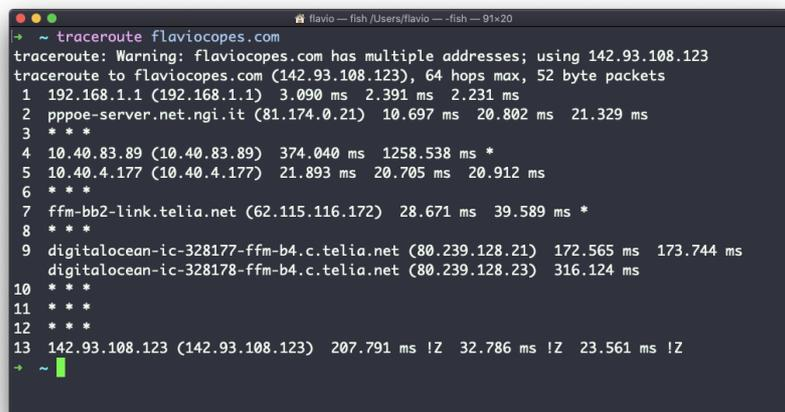 flavio — fish /Users/flavio — -fish — 91×20
→ ~ traceroute flaviocopes.com
traceroute: Warning: flaviocopes.com has multiple addresses; using 142.93.108.123
traceroute to flaviocopes.com (142.93.108.123), 64 hops max, 52 byte packets
1 192.168.1.1 (192.168.1.1) 3.090 ms 2.391 ms 2.231 ms
2 pppoe-server.net.ngi.it (81.174.0.21) 10.697 ms 20.802 ms 21.329 ms
3 * * *
4 10.40.83.89 (10.40.83.89) 374.040 ms 1258.538 ms *
5 10.40.4.177 (10.40.4.177) 21.893 ms 20.705 ms 20.912 ms
6 * * *
7 ffm-bb2-link.telia.net (62.115.116.172) 28.671 ms 39.589 ms *
8 * * *
9 digitalocean-ic-328177-ffm-b4.c.telia.net (80.239.128.21) 172.565 ms 173.744 ms
digitalocean-ic-328178-ffm-b4.c.telia.net (80.239.128.23) 316.124 ms
10 * * *
11 * * *
12 * * *
13 142.93.108.123 (142.93.108.123) 207.791 ms !Z 32.786 ms !Z 23.561 ms !Z
→ ~